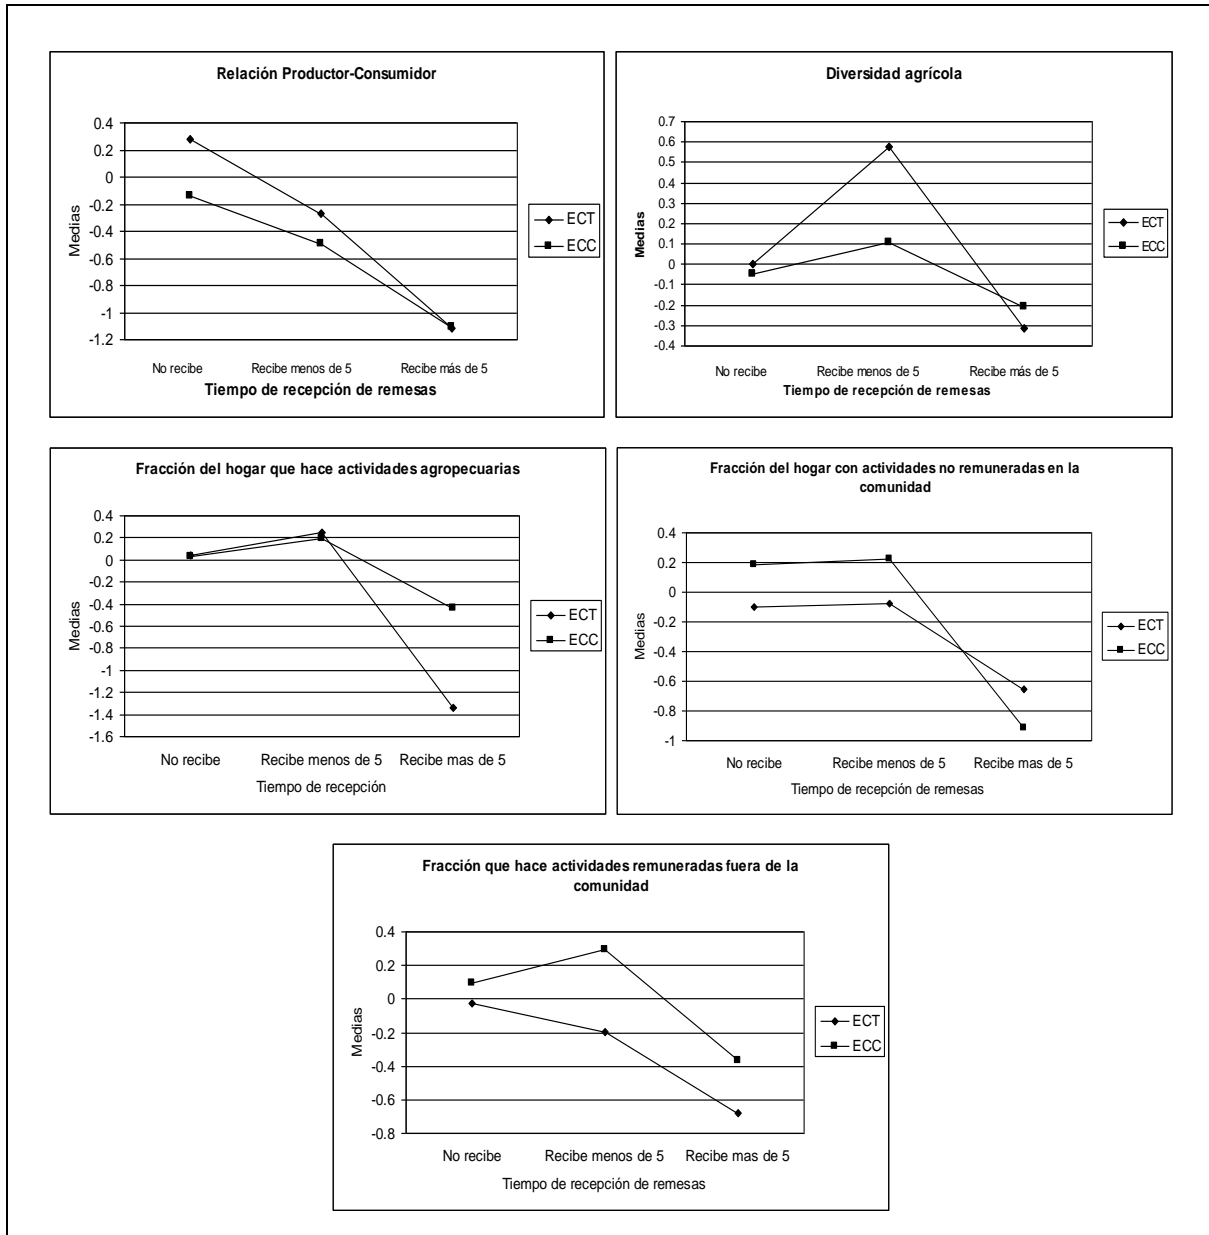 Relación Productor-Consumidor
0.4
0.2
0
-0.2
-0.4
-0.6
-0.8
-1
-1.2
Medias
No recibe Recibe menos de 5 Recibe más de 5
Tiempo de recepción de remesas
ECT
ECC
Diversidad agrícola
0.7
0.6
0.5
0.4
0.3
0.2
0.1
0
-0.1
-0.2
-0.3
-0.4
Medias
No recibe Recibe menos de 5 Recibe más de 5
Tiempo de recepción de remesas
ECT
ECC
Fracción del hogar que hace actividades agropecuarias
0.4
0.2
0
-0.2
-0.4
-0.6
-0.8
-1
-1.2
-1.4
-1.6
Medias
No recibe Recibe menos de 5 Recibe mas de 5
Tiempo de recepción
ECT
ECC
Fracción del hogar con actividades no remuneradas en la
comunidad
0.4
0.2
0
-0.2
-0.4
-0.6
-0.8
-1
Medias
No recibe Recibe menos de 5 Recibe mas de 5
Tiempo de recepción de remesas
ECT
ECC
Fracción que hace actividades remuneradas fuera de la
comunidad
0.4
0.2
0
-0.2
-0.4
-0.6
-0.8
Medias
No recibe Recibe menos de 5 Recibe mas de 5
Tiempo de recepción de remesas
ECT
ECC